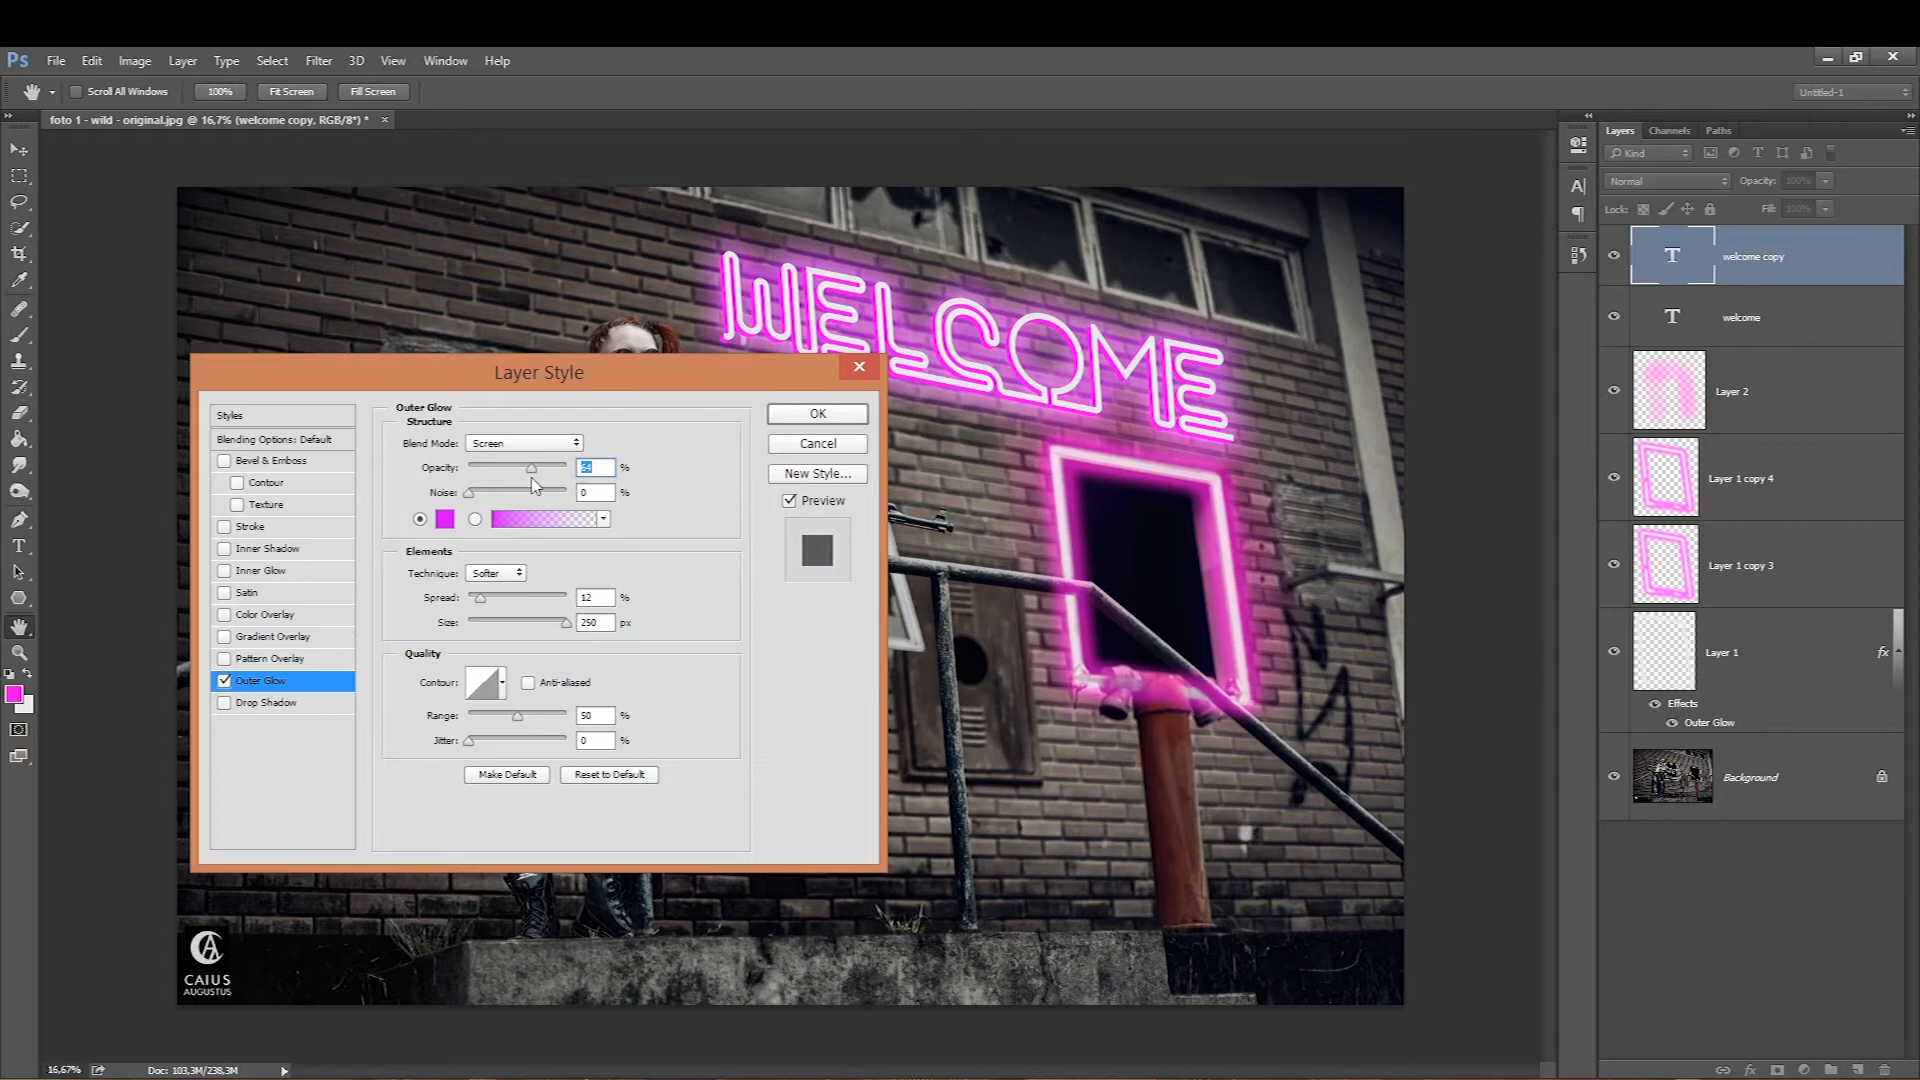 Ps File Edit Image Layer Type Select Filter 3D View Window Help
Scroll All Windows 100% Fit Screen Fill Screen Untitled-1
foto 1 - wild - original.jpg @ 16,7% (welcome copy, RGB/8*) * ×
Layers Channels Paths
Kind
Normal Opacity: 100%
Lock: Fill: 100%
T welcome copy
T welcome
Layer 2
Layer 1 copy 4
Layer 1 copy 3
Layer 1 fx
Effects
Outer Glow
Background
WELCOME
Layer Style
Styles
Blending Options: Default
Bevel & Emboss
Contour
Texture
Stroke
Inner Shadow
Inner Glow
Satin
Color Overlay
Gradient Overlay
Pattern Overlay
Outer Glow
Drop Shadow
Outer Glow
Structure
Blend Mode: Screen
Opacity: 64 %
Noise: 0 %
Elements
Technique: Softer
Spread: 12 %
Size: 250 px
Quality
Contour: Anti-aliased
Range: 50 %
Jitter: 0 %
Make Default Reset to Default
OK
Cancel
New Style...
Preview
CA
CAIUS
AUGUSTUS
16,67% Doc: 103,3M/238,3M